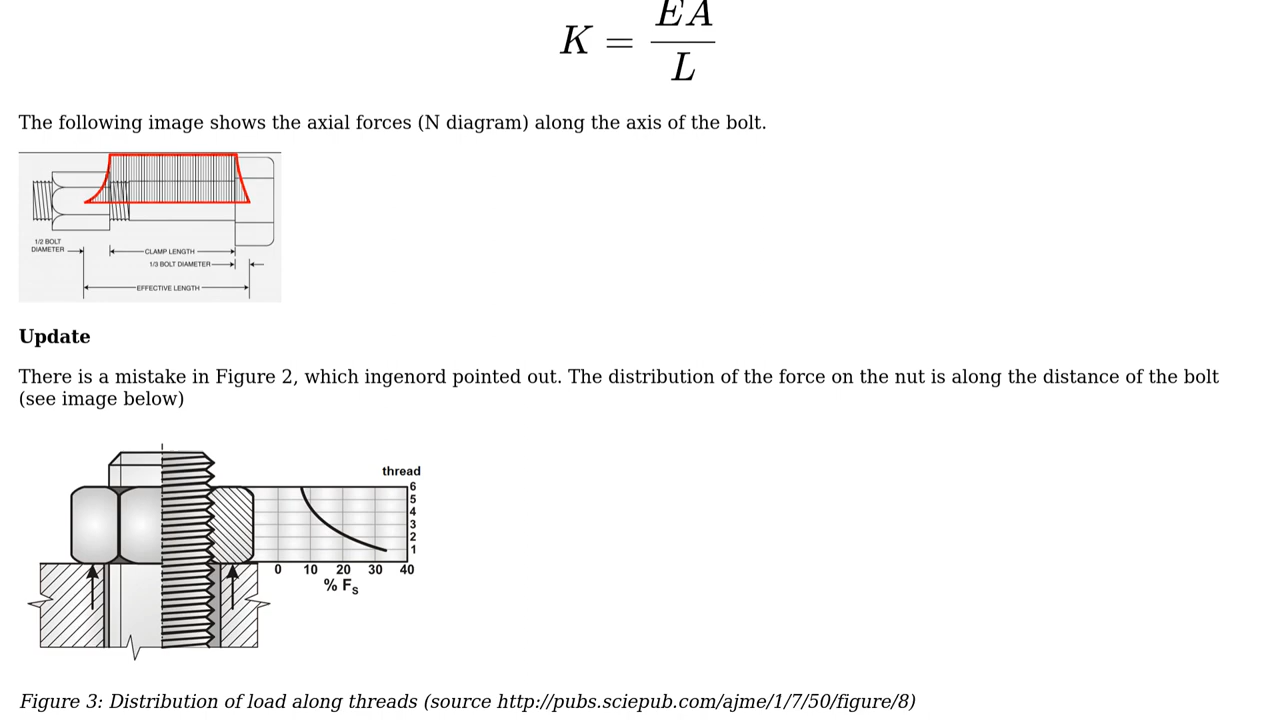 K = EA
L
The following image shows the axial forces (N diagram) along the axis of the bolt.
1/2 BOLT
DIAMETER
CLAMP LENGTH
1/3 BOLT DIAMETER
EFFECTIVE LENGTH
Update
There is a mistake in Figure 2, which ingenord pointed out. The distribution of the force on the nut is along the distance of the bolt
(see image below)
thread
6
5
4
3
2
1
0 10 20 30 40
% Fs
Figure 3: Distribution of load along threads (source http://pubs.sciepub.com/ajme/1/7/50/figure/8)